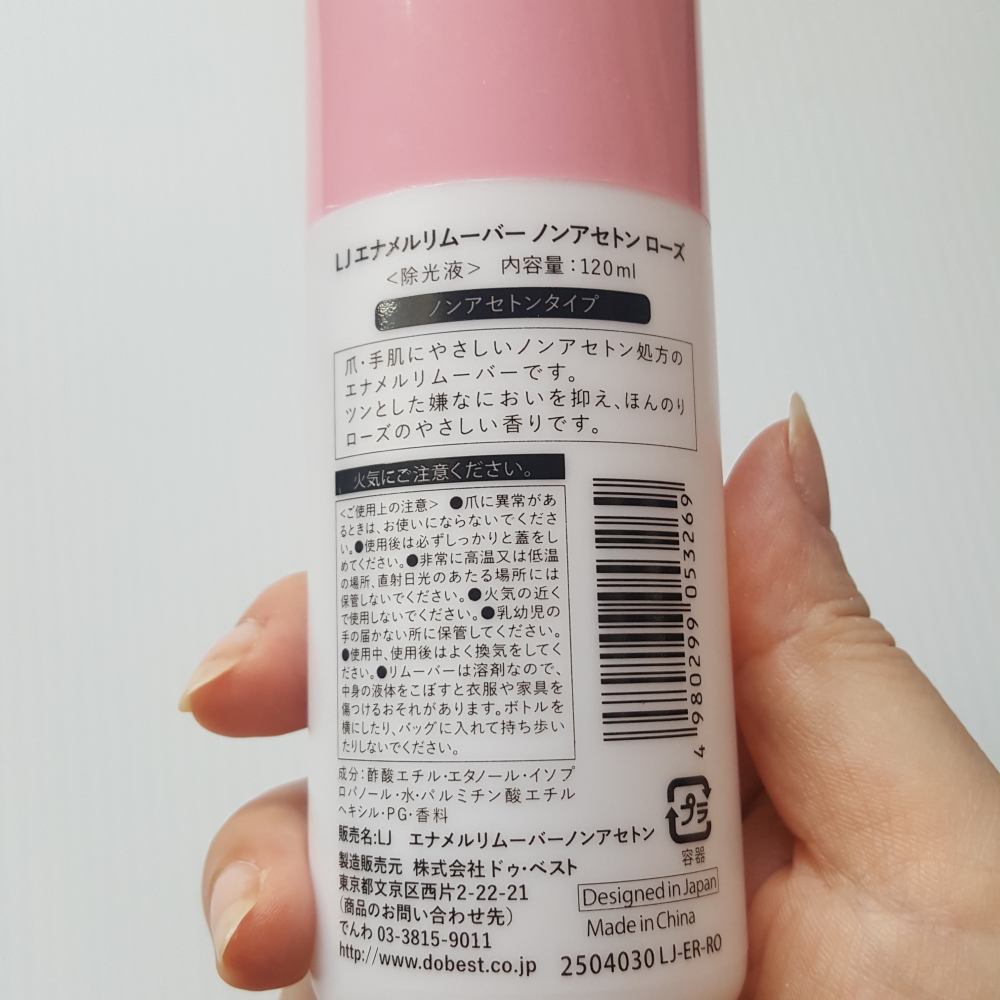 LJ エナメルリムーバー ノンアセトン ローズ
<除光液> 内容量:120ml
ノンアセトンタイプ
爪・手肌にやさしいノンアセトン処方の
エナメルリムーバーです。
ツンとした嫌なにおいを抑え、ほんのり
ローズのやさしい香りです。
火気にご注意ください。
<ご使用上の注意> ●爪に異常があ
るときは、お使いにならないでくださ
い。●使用後は必ずしっかりと蓋をし
めてください。●非常に高温又は低温
の場所、直射日光のあたる場所には
保管しないでください。●火気の近く
で使用しないでください。●乳幼児の
手の届かない所に保管してください。
●使用中、使用後はよく換気をしてく
ださい。●リムーバーは溶剤なので、
中身の液体をこぼすと衣服や家具を
傷つけるおそれがあります。ボトルを
横にしたり、バッグに入れて持ち歩い
たりしないでください。
4 980299 053269
成分:酢酸エチル・エタノール・イソプ
ロパノール・水・パルミチン酸エチル
ヘキシル・PG・香料
販売名:LJ エナメルリムーバーノンアセトン
製造販売元 株式会社ドゥ・ベスト
東京都文京区西片2-22-21
(商品のお問い合わせ先)
でんわ 03-3815-9011
http://www.dobest.co.jp
プラ
容器
Designed in Japan
Made in China
2504030 LJ-ER-RO